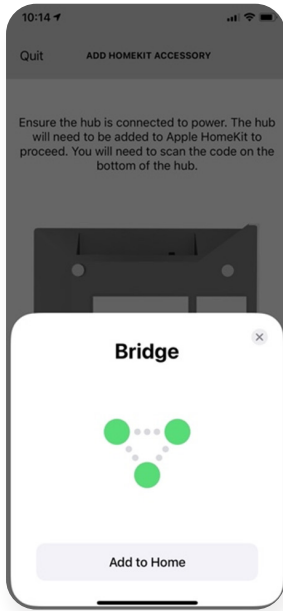 10:14
Quit
ADD HOMEKIT ACCESSORY
Ensure the hub is connected to power. The hub
will need to be added to Apple HomeKit to
proceed. You will need to scan the code on the
bottom of the hub.
Bridge
Add to Home